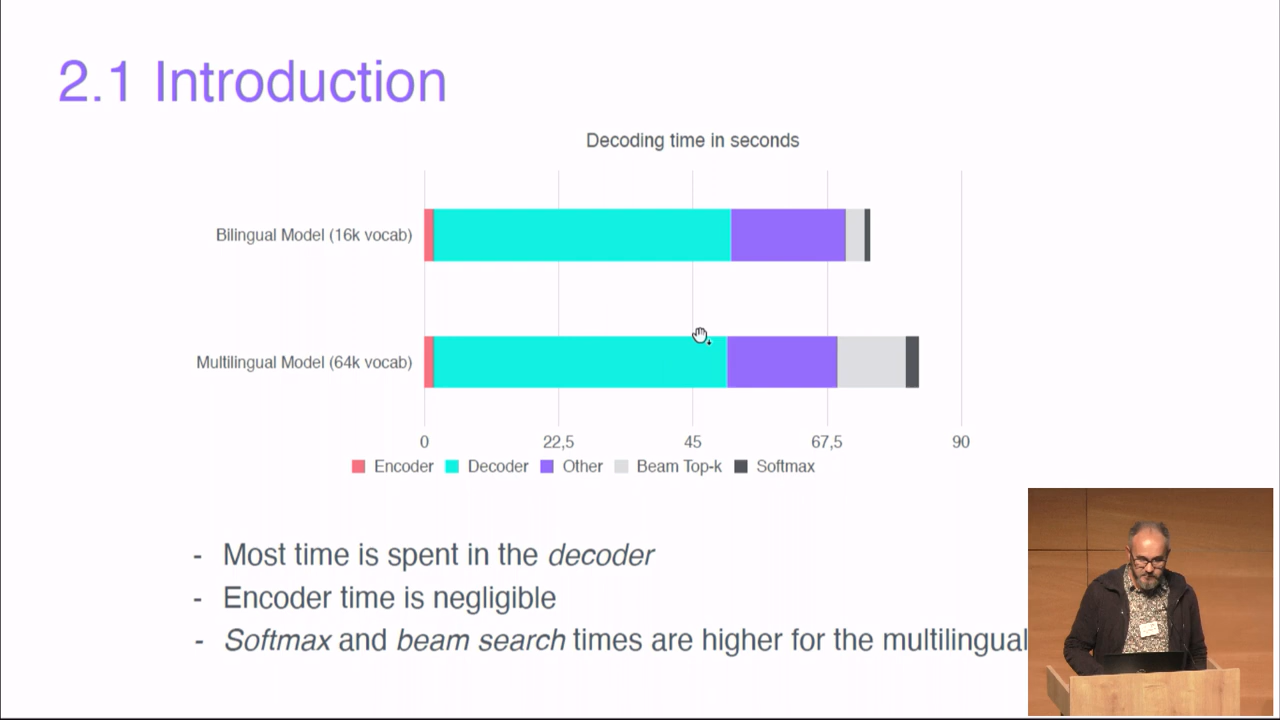 2.1 Introduction
Decoding time in seconds
Bilingual Model (16k vocab)
Multilingual Model (64k vocab)
0 22,5 45 67,5 90
Encoder Decoder Other Beam Top-k Softmax
- Most time is spent in the decoder
- Encoder time is negligible
- Softmax and beam search times are higher for the multilingual